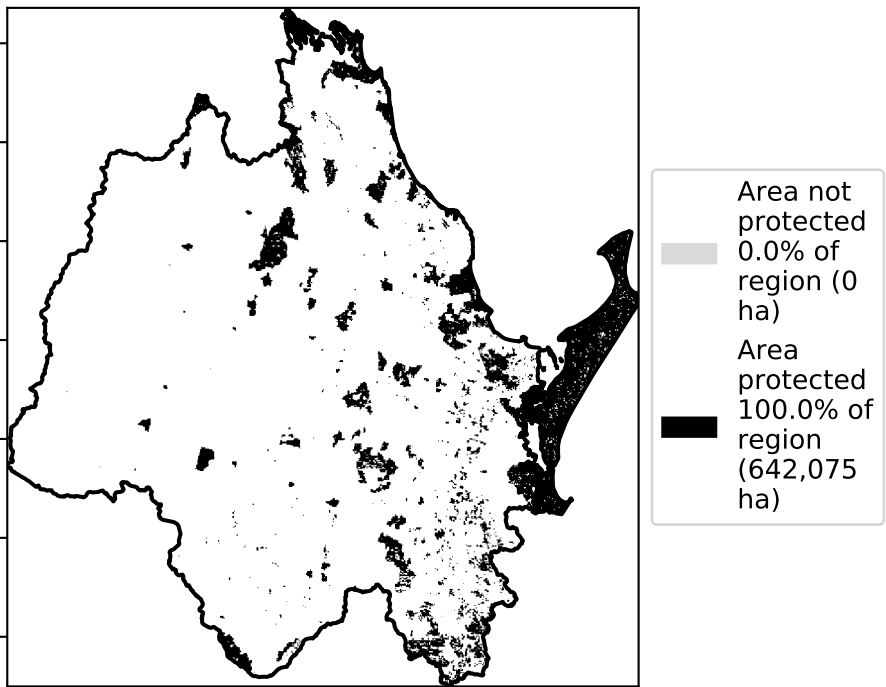 Area not
protected
0.0% of
region (0
ha)
Area
protected
100.0% of
region
(642,075
ha)